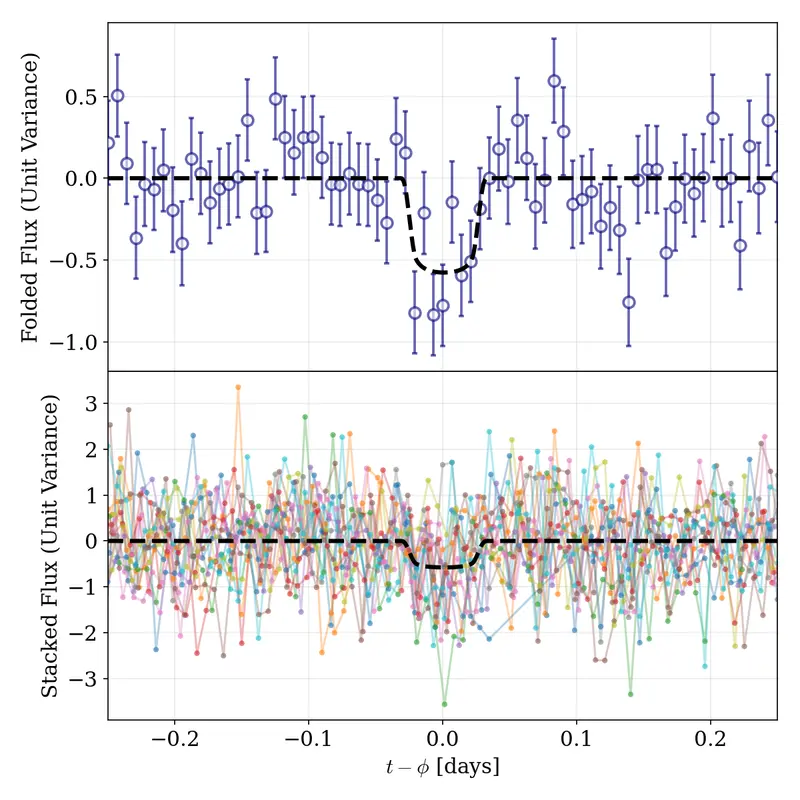 Folded Flux (Unit Variance)
0.5
0.0
−0.5
−1.0
Stacked Flux (Unit Variance)
3
2
1
0
−1
−2
−3
−0.2 −0.1 0.0 0.1 0.2
t − ϕ [days]